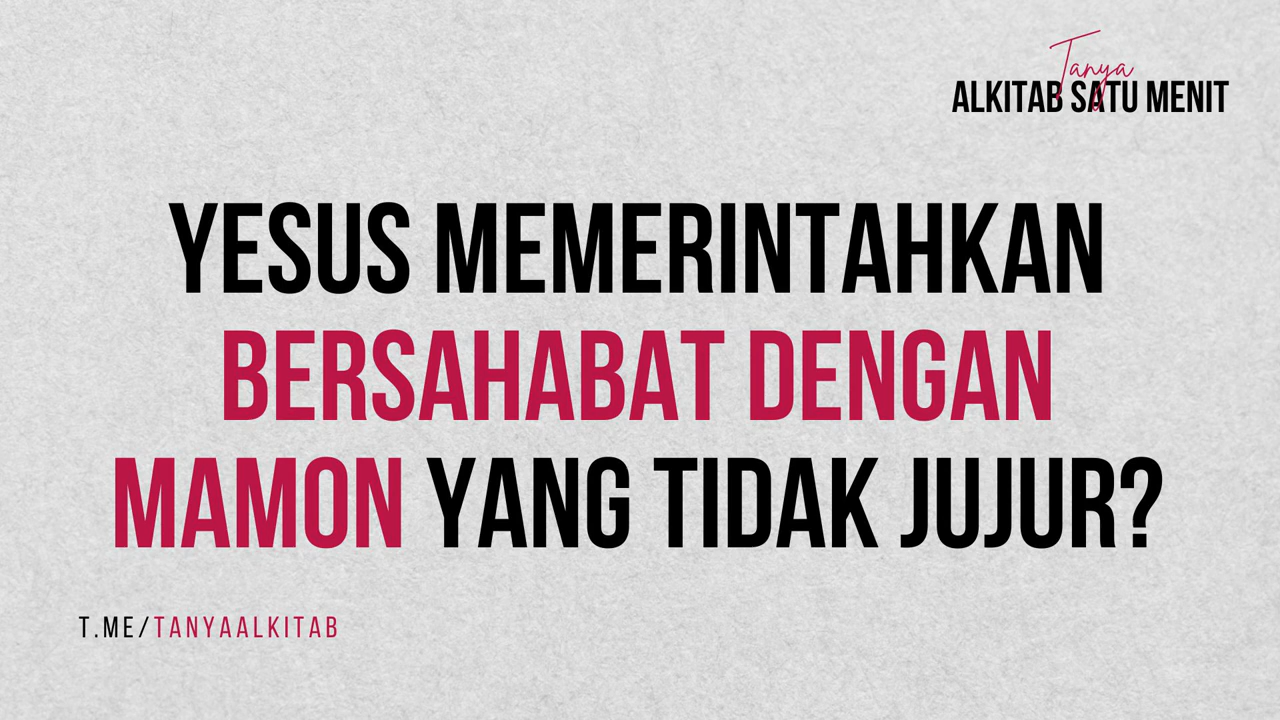 Tanya
ALKITAB SATU MENIT
YESUS MEMERINTAHKAN
BERSAHABAT DENGAN
MAMON YANG TIDAK JUJUR?
T.ME/TANYAALKITAB